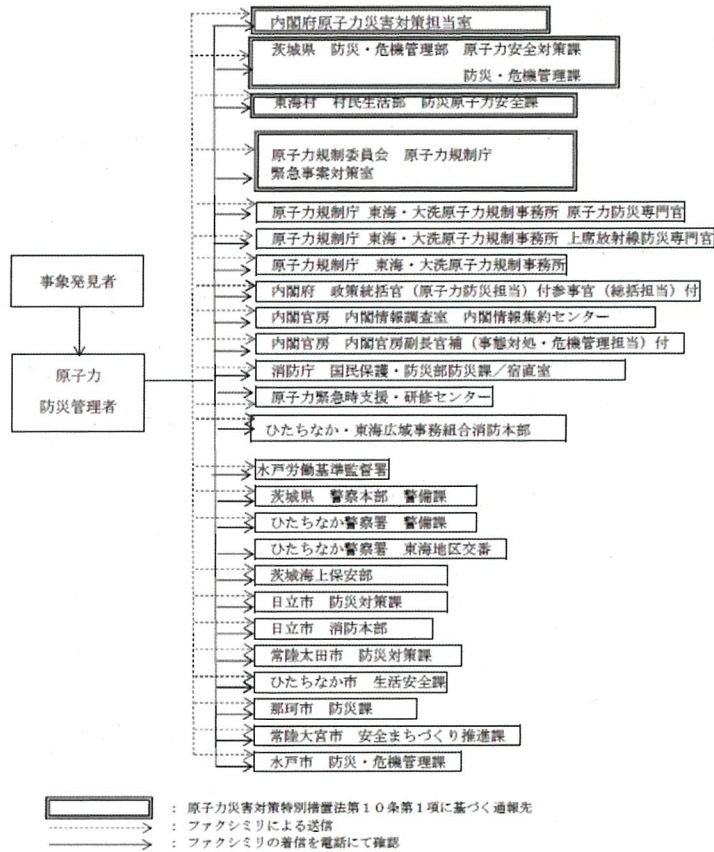 内閣府原子力災害対策担当室
茨城県　防災・危機管理部　原子力安全対策課
防災・危機管理課
東海村　村民生活部　防災原子力安全課
原子力規制委員会　原子力規制庁
緊急事案対策室
原子力規制庁　東海・大洗原子力規制事務所　原子力防災専門官
原子力規制庁　東海・大洗原子力規制事務所　上席放射線防災専門官
原子力規制庁　東海・大洗原子力規制事務所
内閣府　政策統括官（原子力防災担当）付参事官（総括担当）付
内閣官房　内閣情報調査室　内閣情報集約センター
内閣官房　内閣官房副長官補（事態対処・危機管理担当）付
消防庁　国民保護・防災部防災課／宿直室
原子力緊急時支援・研修センター
ひたちなか・東海広域事務組合消防本部
水戸労働基準監督署
茨城県　警察本部　警備課
ひたちなか警察署　警備課
ひたちなか警察署　東海地区交番
茨城海上保安部
日立市　防災対策課
日立市　消防本部
常陸太田市　防災対策課
ひたちなか市　生活安全課
那珂市　防災課
常陸大宮市　安全まちづくり推進課
水戸市　防災・危機管理課
事象発見者
原子力
防災管理者
：　原子力災害対策特別措置法第１０条第１項に基づく通報先
：　ファクシミリによる送信
：　ファクシミリの着信を電話にて確認